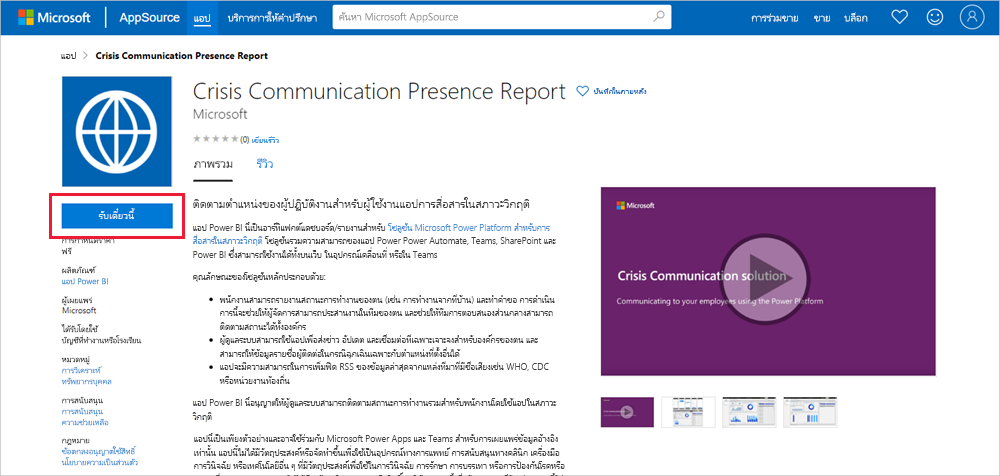 Microsoft AppSource แอป บริการการให้คำปรึกษา ค้นหา Microsoft AppSource การร่วมขาย ขาย บล็อก
แอป > Crisis Communication Presence Report
Crisis Communication Presence Report บันทึกในภายหลัง
Microsoft
(0) เขียนรีวิว
ภาพรวม รีวิว
รับเดี๋ยวนี้
การกำหนดราคา
ฟรี
ผลิตภัณฑ์
แอป Power BI
ผู้เผยแพร่
Microsoft
ได้รับโดยใช้
บัญชีที่ทำงานหรือโรงเรียน
หมวดหมู่
การวิเคราะห์
ทรัพยากรบุคคล
การสนับสนุน
การสนับสนุน
ความช่วยเหลือ
กฎหมาย
ข้อตกลงอนุญาตใช้สิทธิ์
นโยบายความเป็นส่วนตัว
ติดตามตำแหน่งของผู้ปฏิบัติงานสำหรับผู้ใช้งานแอปการสื่อสารในสภาวะวิกฤติ
แอป Power BI นี้เป็นอาร์ทิแฟกต์แดชบอร์ด/รายงานสำหรับ โซลูชัน Microsoft Power Platform สำหรับการ
สื่อสารในสภาวะวิกฤติ โซลูชันรวมความสามารถของแอป Power Power Automate, Teams, SharePoint และ
Power BI ซึ่งสามารถใช้งานได้ทั้งบนเว็บ ในอุปกรณ์เคลื่อนที่ หรือใน Teams
คุณลักษณะของโซลูชันหลักประกอบด้วย:
• พนักงานสามารถรายงานสถานะการทำงานของตน (เช่น การทำงานจากที่บ้าน) และทำคำขอ การดำเนิน
การนี้จะช่วยให้ผู้จัดการสามารถประสานงานในทีมของตน และช่วยให้ทีมการตอบสนองส่วนกลางสามารถ
ติดตามสถานะได้ทั้งองค์กร
• ผู้ดูแลระบบสามารถใช้แอปเพื่อส่งข่าว อัปเดต และเชื่อมต่อที่เฉพาะเจาะจงสำหรับองค์กรของตน และ
สามารถให้ข้อมูลรายชื่อผู้ติดต่อในกรณีฉุกเฉินเฉพาะกับตำแหน่งที่ตั้งอื่นได้
• แอปจะมีความสามารถในการเพิ่มฟีด RSS ของข้อมูลล่าสุดจากแหล่งที่มาที่มีชื่อเสียงเช่น WHO, CDC
หรือหน่วยงานท้องถิ่น
แอป Power BI นี้อนุญาตให้ผู้ดูแลระบบสามารถติดตามสถานะการทำงานรวมสำหรับพนักงานโดยใช้แอปในสภาวะ
วิกฤติ
แอปนี้เป็นเพียงตัวอย่างและอาจใช้ร่วมกับ Microsoft Power Apps และ Teams สำหรับการเผยแพร่ข้อมูลอ้างอิง
เท่านั้น แอปนี้ไม่ได้มีวัตถุประสงค์หรือจัดทำขึ้นเพื่อใช้เป็นอุปกรณ์ทางการแพทย์ การสนับสนุนทางคลินิก เครื่องมือ
การวินิจฉัย หรือเทคโนโลยีอื่น ๆ ที่มีวัตถุประสงค์เพื่อใช้ในการวินิจฉัย การรักษา การบรรเทา หรือการป้องกันโรคหรือ
Microsoft
Crisis Communication solution
Communicating to your employees using the Power Platform